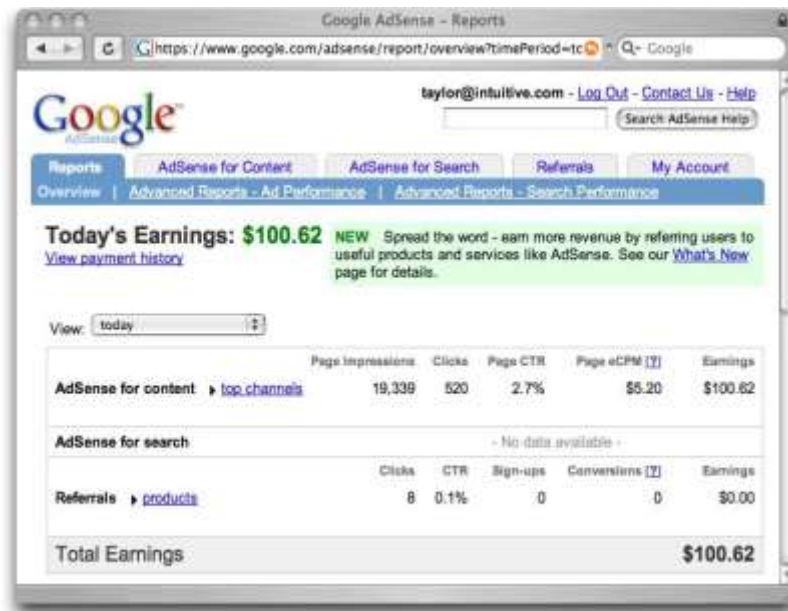 Google AdSense - Reports
https://www.google.com/adsense/report/overview?timePeriod=tc
Google
taylor@intuitive.com - Log Out - Contact Us - Help
Google™
AdSense
Search AdSense Help
Reports AdSense for Content AdSense for Search Referrals My Account
Overview | Advanced Reports - Ad Performance | Advanced Reports - Search Performance
Today's Earnings: $100.62
View payment history
NEW Spread the word - earn more revenue by referring users to
useful products and services like AdSense. See our What's New
page for details.
View: today
Page Impressions Clicks Page CTR Page eCPM [?] Earnings
AdSense for content top channels 19,339 520 2.7% $5.20 $100.62
AdSense for search - No data available -
Clicks CTR Sign-ups Conversions [?] Earnings
Referrals products 8 0.1% 0 0 $0.00
Total Earnings $100.62